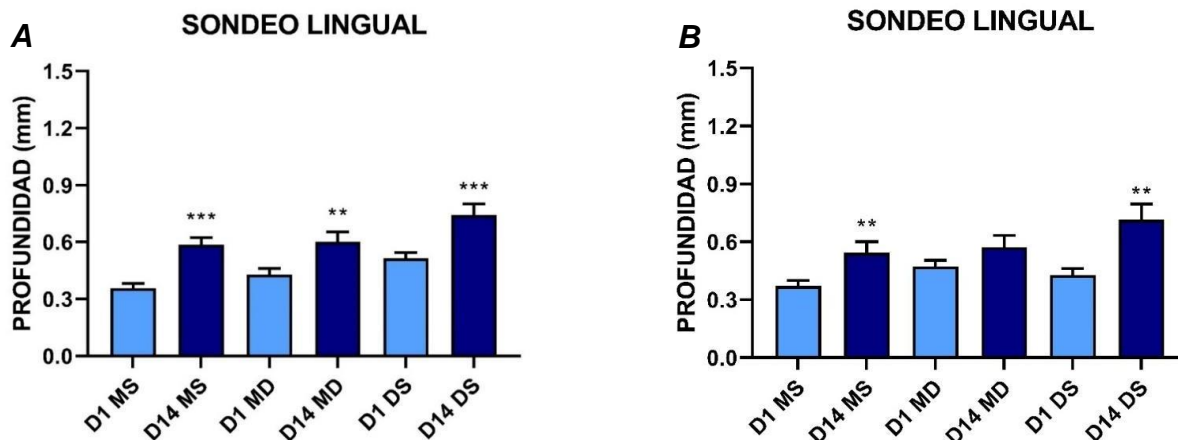 A
SONDEO LINGUAL
PROFUNDIDAD (mm)
1.5
1.2
0.9
0.6
0.3
0.0
***
**
***
D1 MS
D14 MS
D1 MD
D14 MD
D1 DS
D14 DS
B
SONDEO LINGUAL
PROFUNDIDAD (mm)
1.5
1.2
0.9
0.6
0.3
0.0
**
**
D1 MS
D14 MS
D1 MD
D14 MD
D1 DS
D14 DS